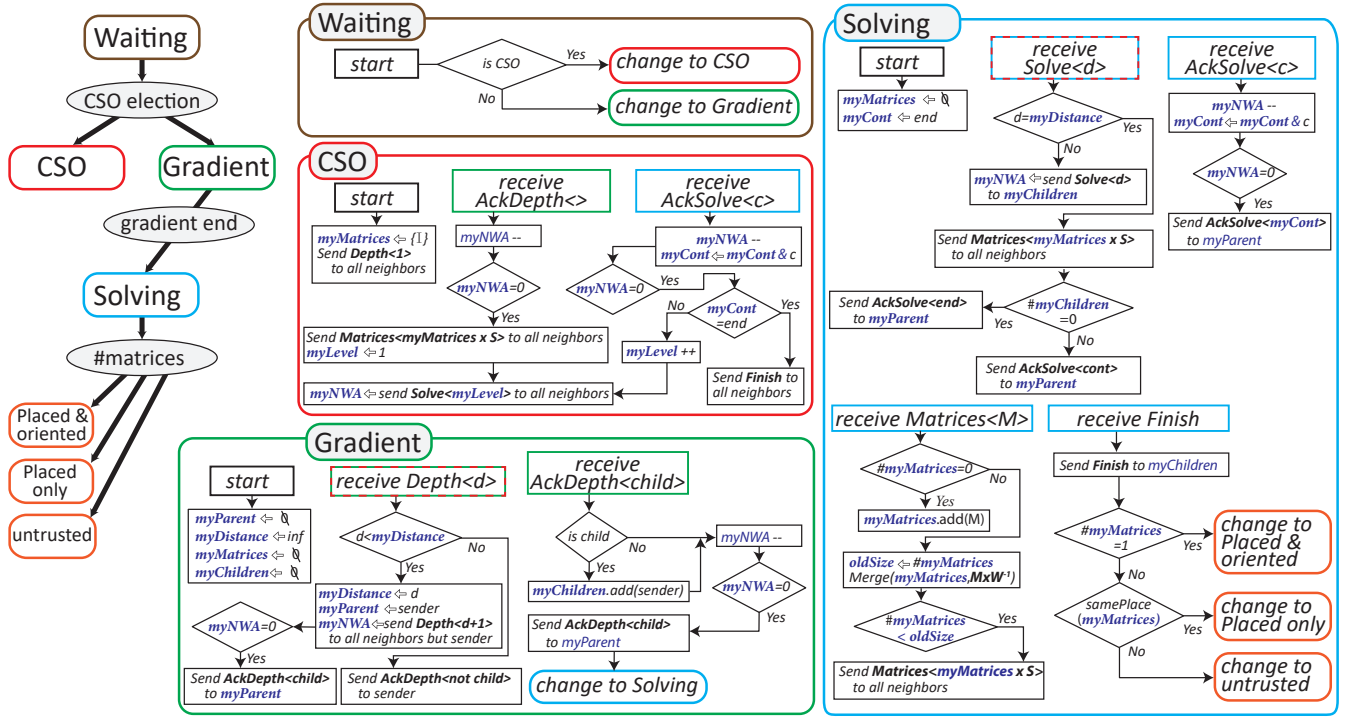 Waiting
CSO election
CSO
Gradient
gradient end
Solving
#matrices
Placed &
oriented
Placed
only
untrusted
Waiting
start
is CSO
Yes
change to CSO
No
change to Gradient
CSO
start
myMatrices ⇐ {I}
Send Depth<1>
to all neighbors
receive
AckDepth<>
myNWA --
myNWA=0
Yes
Send Matrices<myMatrices x S> to all neighbors
myLevel ⇐ 1
myNWA⇐send Solve<myLevel> to all neighbors
receive
AckSolve<c>
myNWA --
myCont⇐myCont & c
myNWA=0
Yes
myCont
=end
No
Yes
myLevel ++
Send Finish to
all neighbors
Gradient
start
myParent ⇐ ∅
myDistance ⇐inf
myMatrices ⇐ ∅
myChildren⇐ ∅
receive Depth<d>
d<myDistance
No
Yes
myDistance⇐ d
myParent ⇐sender
myNWA⇐send Depth<d+1>
to all neighbors but sender
myNWA=0
Yes
Send AckDepth<child>
to myParent
Send AckDepth<not child>
to sender
receive
AckDepth<child>
is child
No
Yes
myChildren.add(sender)
myNWA --
myNWA=0
Yes
Send AckDepth<child>
to myParent
change to Solving
Solving
start
myMatrices ⇐ ∅
myCont ⇐ end
receive
Solve<d>
d=myDistance
Yes
No
myNWA⇐send Solve<d>
to myChildren
Send Matrices<myMatrices x S>
to all neighbors
#myChildren
=0
Yes
Send AckSolve<end>
to myParent
No
Send AckSolve<cont>
to myParent
receive
AckSolve<c>
myNWA --
myCont⇐myCont & c
myNWA=0
Yes
Send AckSolve<myCont>
to myParent
receive Matrices<M>
#myMatrices=0
No
Yes
myMatrices.add(M)
oldSize ⇐ #myMatrices
Merge(myMatrices,MxW⁻¹)
#myMatrices
< oldSize
Yes
Send Matrices<myMatrices x S>
to all neighbors
receive Finish
Send Finish to myChildren
#myMatrices
=1
Yes
change to
Placed &
oriented
No
samePlace
(myMatrices)
Yes
change to
Placed only
No
change to
untrusted